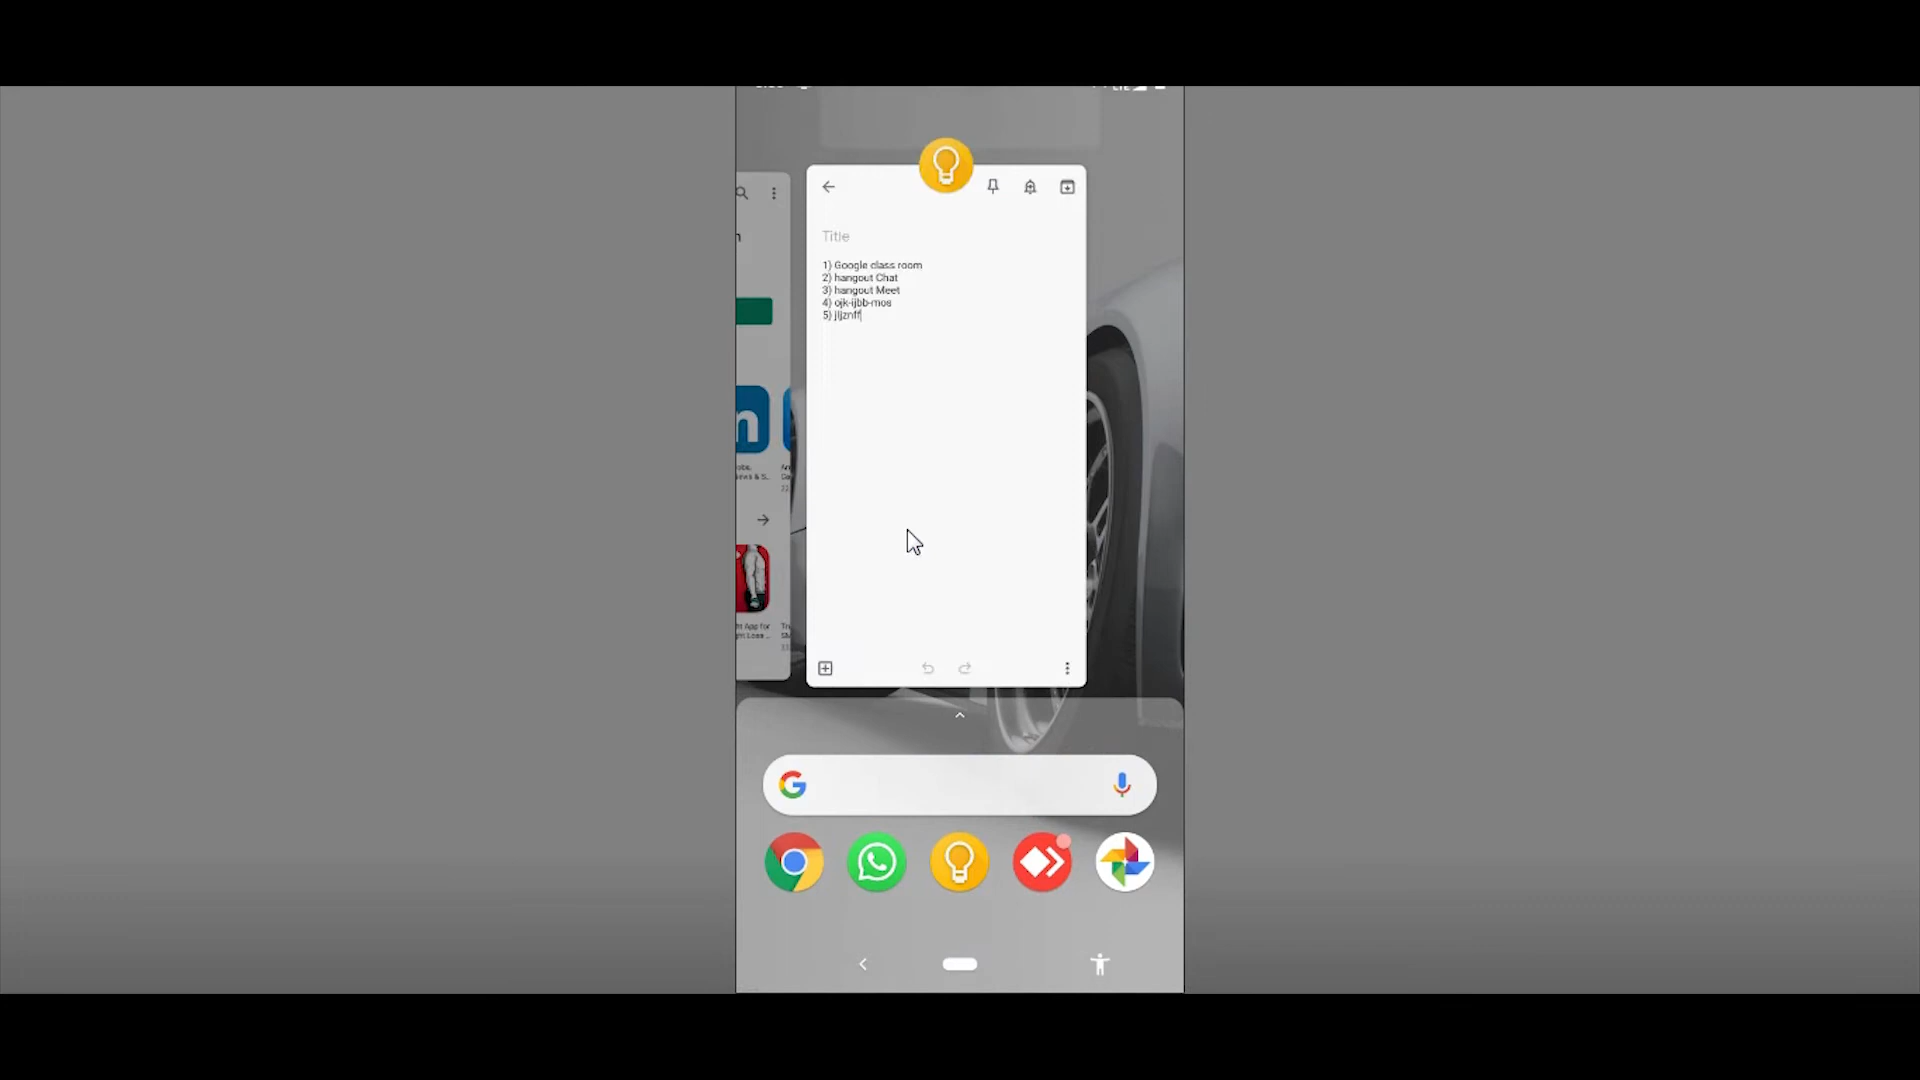 Title
1) Google class room
2) hangout Chat
3) hangout Meet
4) ojk-ijbb-mos
5) jljznff